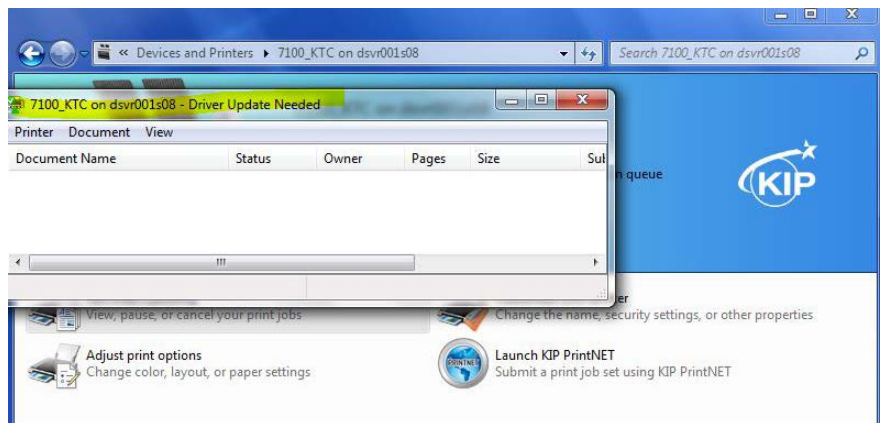 « Devices and Printers ▸ 7100_KTC on dsvr001s08
Search 7100_KTC on dsvr001s08
7100_KTC on dsvr001s08 - Driver Update Needed
Printer Document View
Document Name Status Owner Pages Size Sub
n queue
KIP
er
View, pause, or cancel your print jobs
Change the name, security settings, or other properties
Adjust print options
Change color, layout, or paper settings
PRINTNET
Launch KIP PrintNET
Submit a print job set using KIP PrintNET